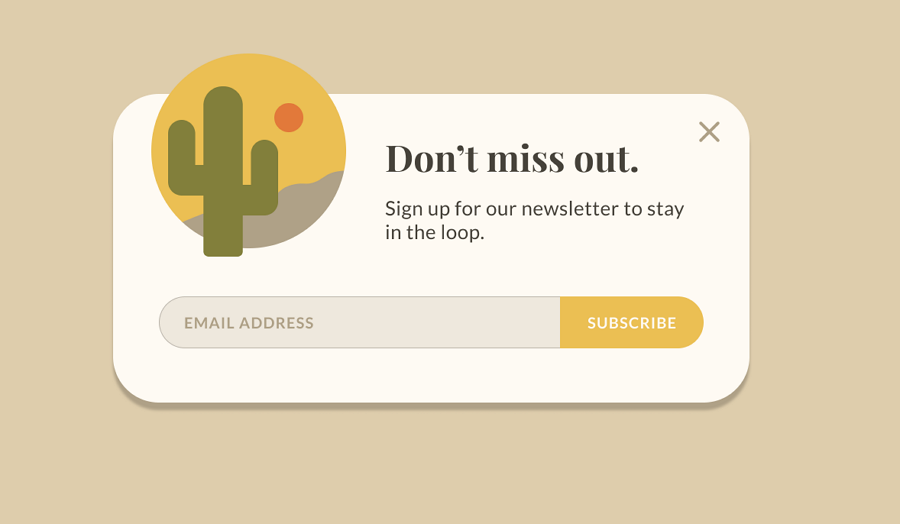 Don’t miss out.
Sign up for our newsletter to stay
in the loop.
EMAIL ADDRESS
SUBSCRIBE